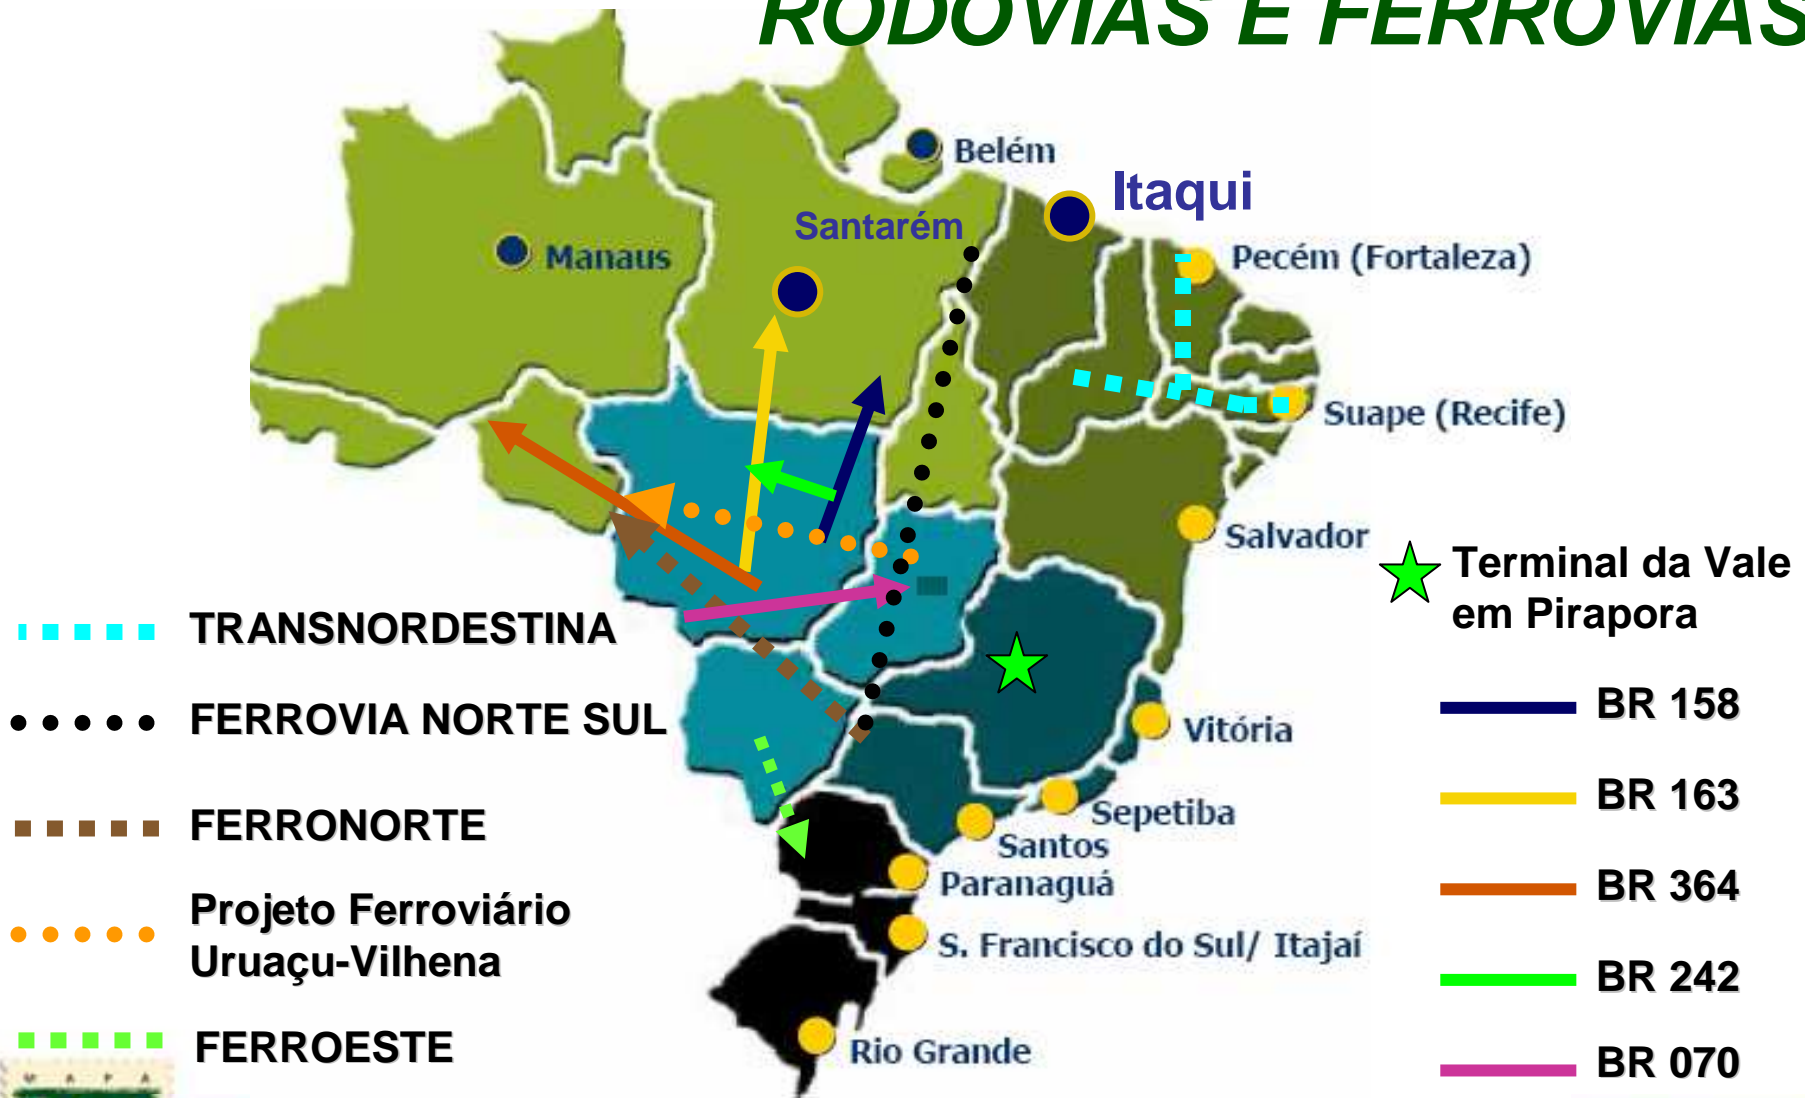 RODOVIAS E FERROVIAS
Belém
Itaqui
Santarém
Manaus
Pecém (Fortaleza)
Suape (Recife)
Salvador
Terminal da Vale
em Pirapora
TRANSNORDESTINA
FERROVIA NORTE SUL
BR 158
Vitória
BR 163
FERRONORTE
Sepetiba
Santos
Paranaguá
BR 364
Projeto Ferroviário
Uruaçu-Vilhena
S. Francisco do Sul/ Itajaí
BR 242
FERROESTE
Rio Grande
BR 070
M A P A